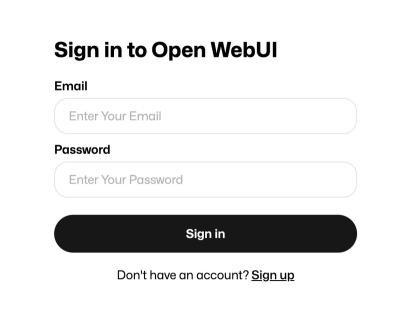 Sign in to Open WebUI
Email
Enter Your Email
Password
Enter Your Password
Sign in
Don't have an account? Sign up